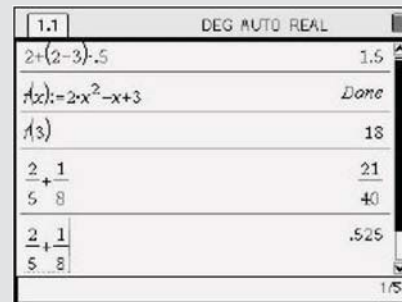 1.1 DEG AUTO REAL
2+(2-3)·.5 1.5
f(x):=2·x²-x+3 Done
f(3) 18
2/5+1/8 21/40
2/5+1/8 .525
1/5